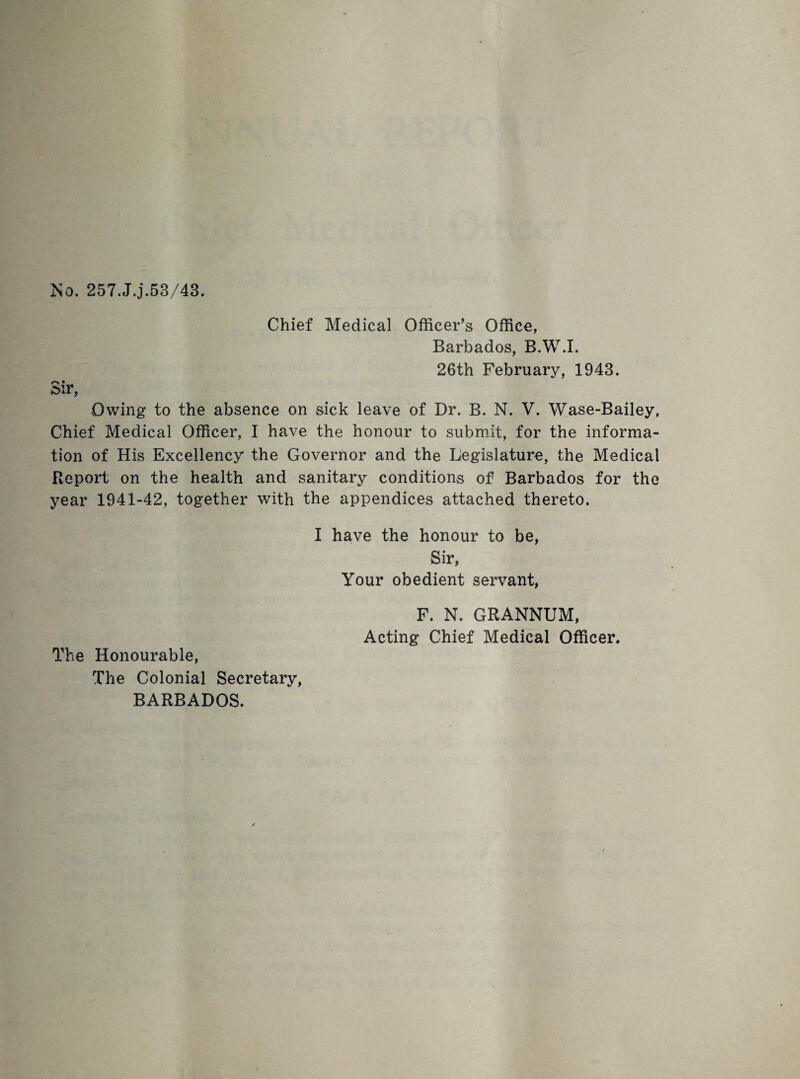 No. 257.J.j.53/43.
Chief Medical Officer's Office,
Barbados, B.W.I.
26th February, 1943.
Sir,
Owing to the absence on sick leave of Dr. B. N. V. Wase-Bailey,
Chief Medical Officer, I have the honour to submit, for the informa-
tion of His Excellency the Governor and the Legislature, the Medical
Report on the health and sanitary conditions of Barbados for the
year 1941-42, together with the appendices attached thereto.
I have the honour to be,
Sir,
Your obedient servant,
F. N. GRANNUM,
Acting Chief Medical Officer.
The Honourable,
The Colonial Secretary,
BARBADOS.